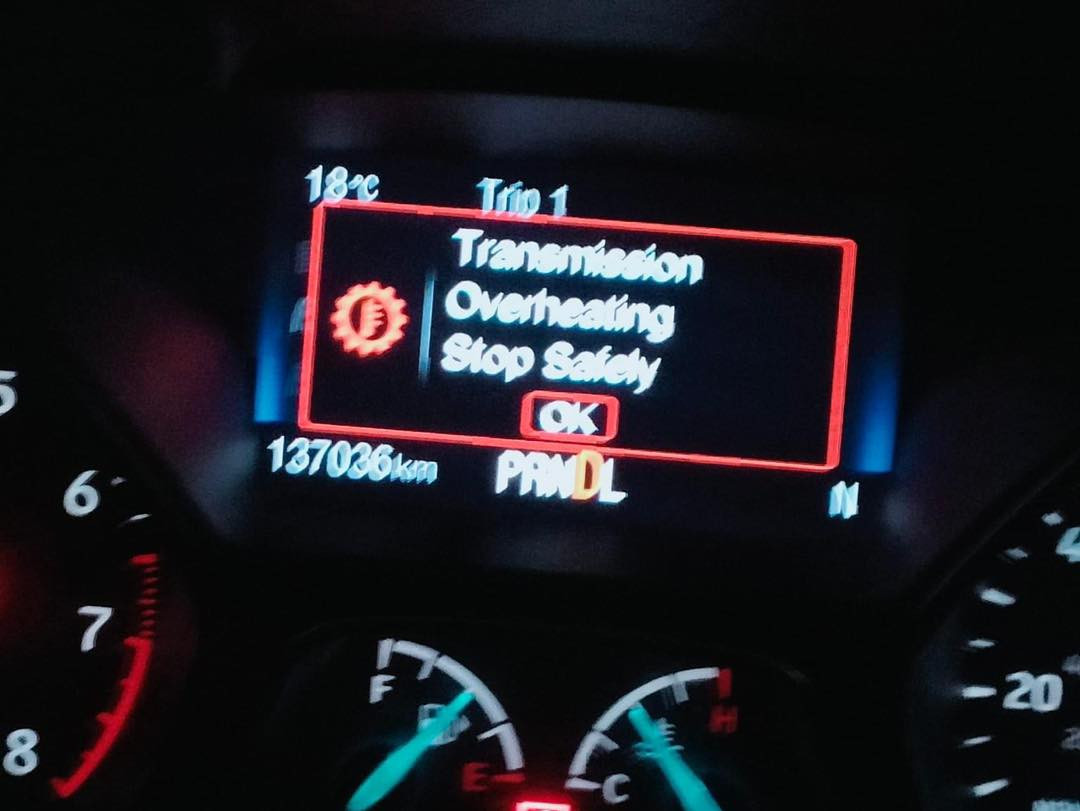 18°C Trip 1
Transmission
Overheating
Stop Safely
OK
137036km PRNDL N
5
6
7
8
F
E
C
H
20